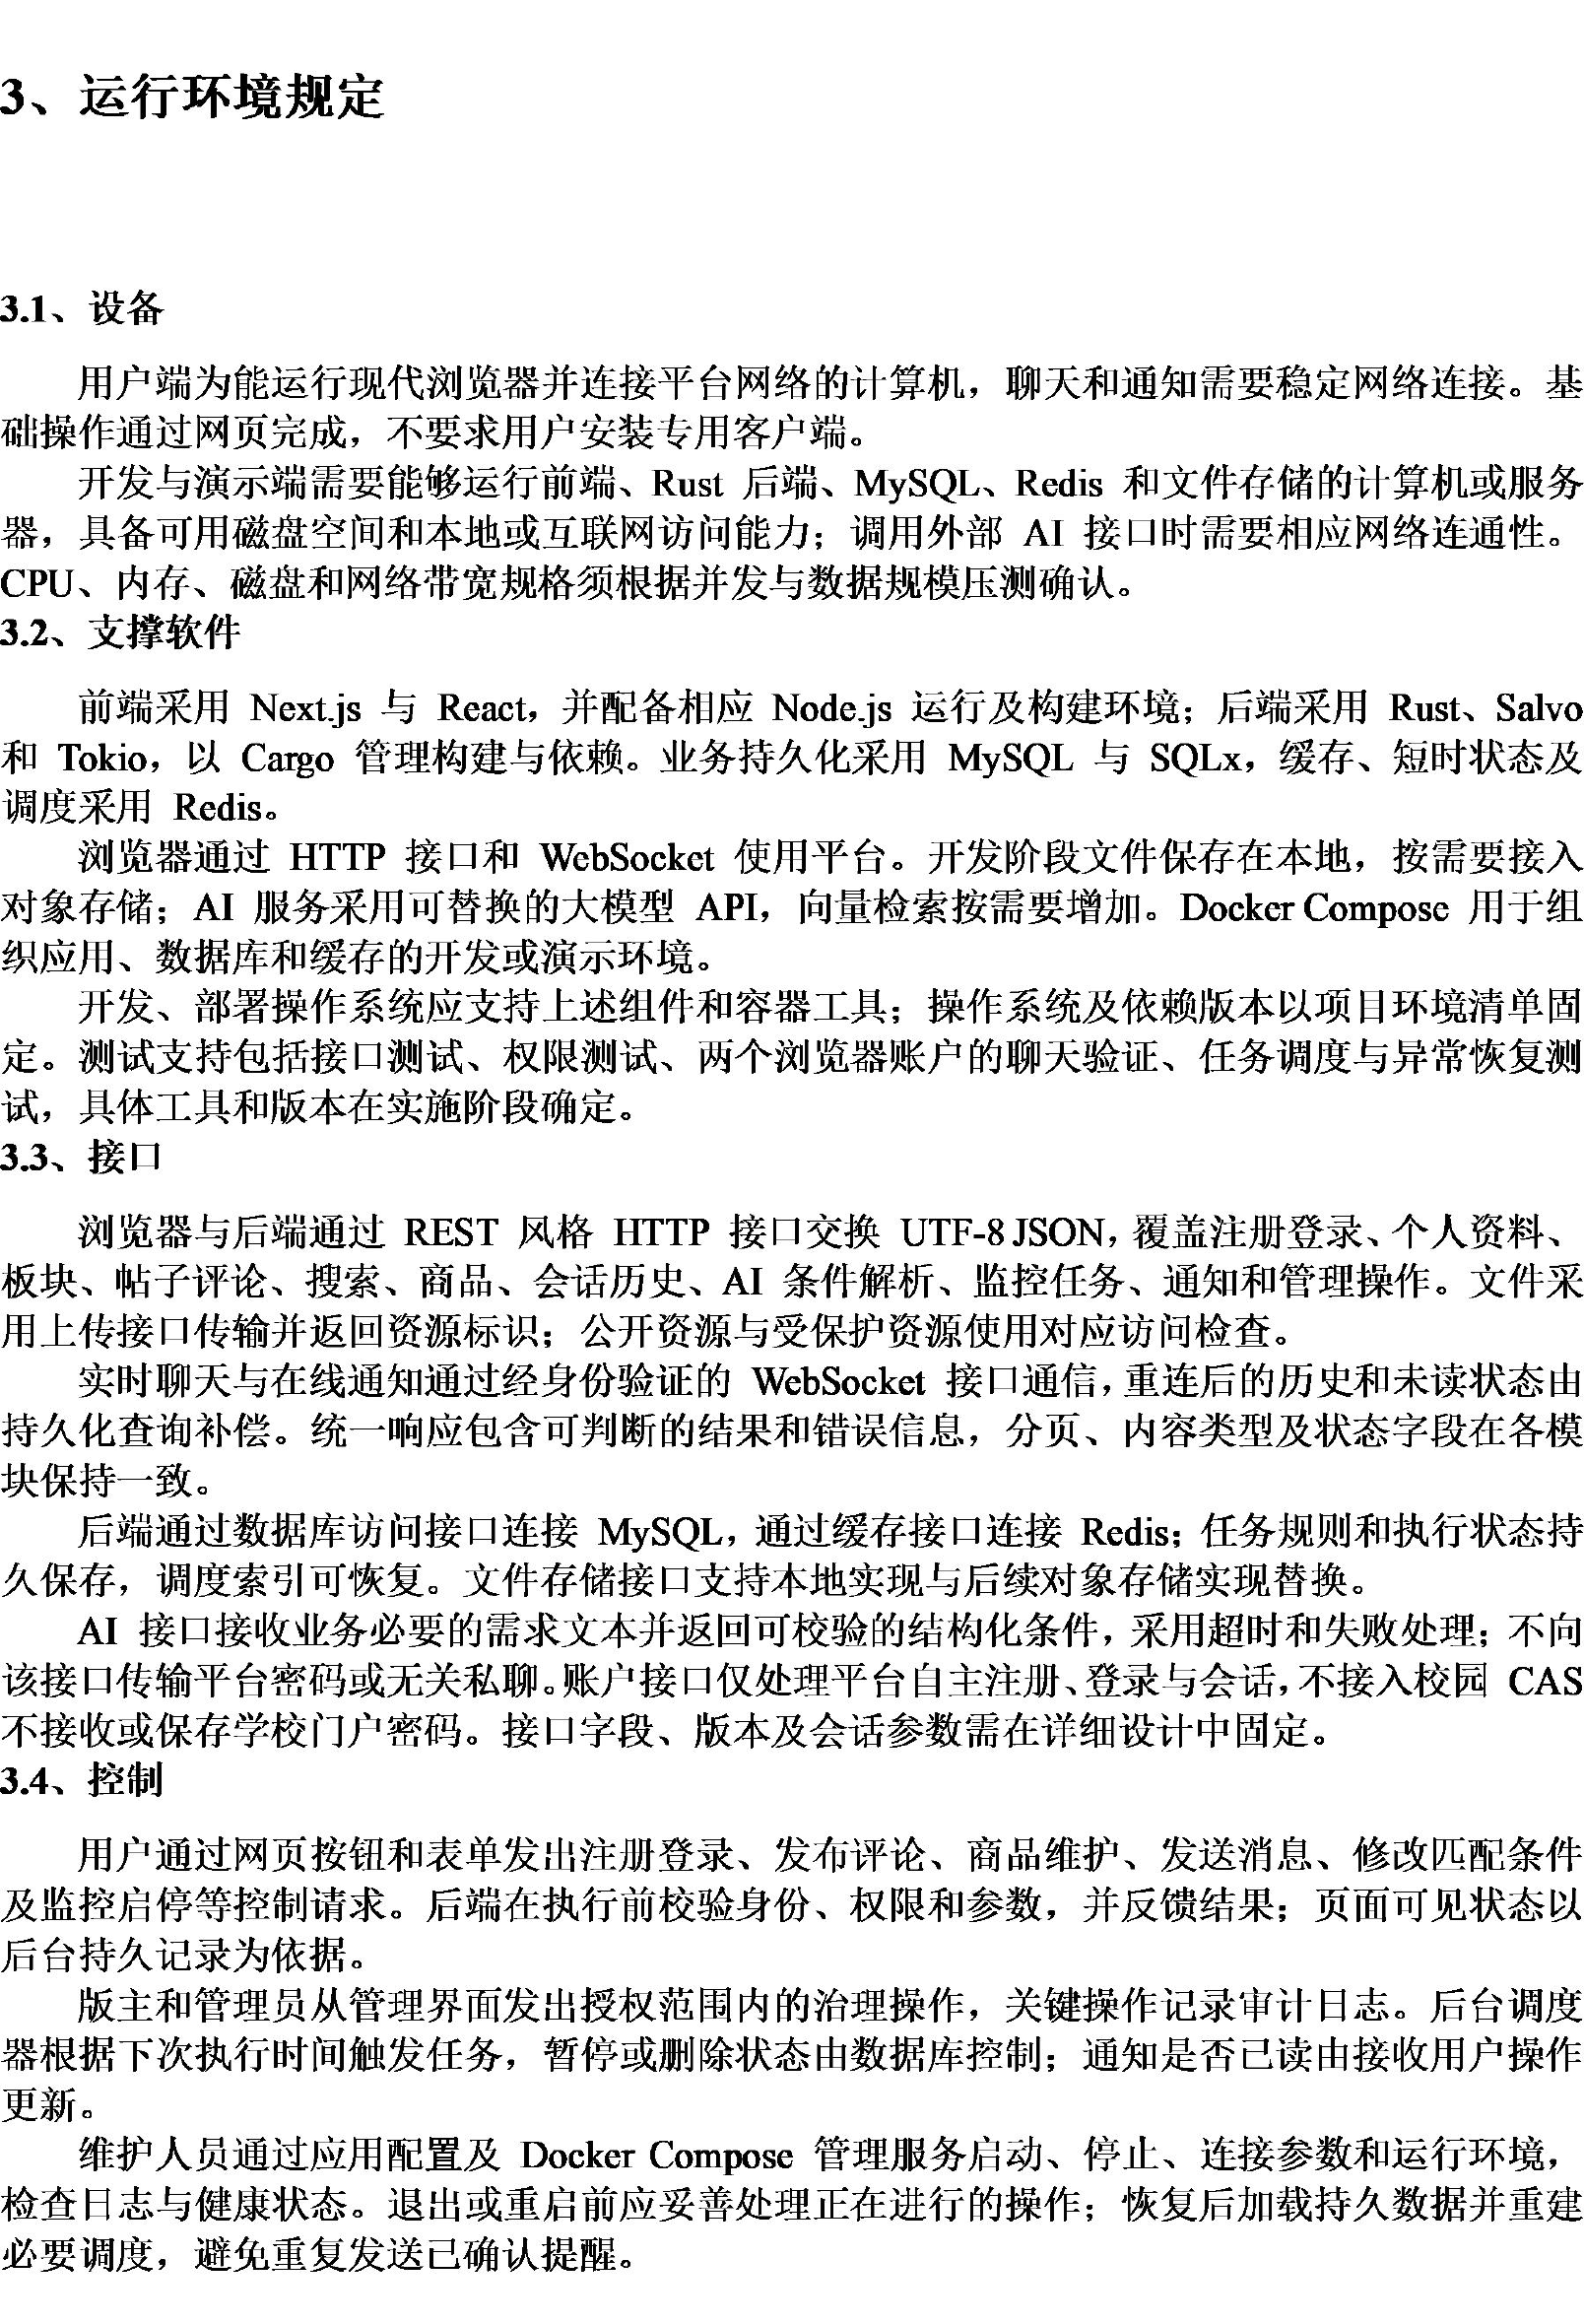 3、运行环境规定
3.1、设备
用户端为能运行现代浏览器并连接平台网络的计算机，聊天和通知需要稳定网络连接。基
础操作通过网页完成，不要求用户安装专用客户端。
开发与演示端需要能够运行前端、Rust 后端、MySQL、Redis 和文件存储的计算机或服务
器，具备可用磁盘空间和本地或互联网访问能力；调用外部 AI 接口时需要相应网络连通性。
CPU、内存、磁盘和网络带宽规格须根据并发与数据规模压测确认。
3.2、支撑软件
前端采用 Next.js 与 React，并配备相应 Node.js 运行及构建环境；后端采用 Rust、Salvo
和 Tokio，以 Cargo 管理构建与依赖。业务持久化采用 MySQL 与 SQLx，缓存、短时状态及
调度采用 Redis。
浏览器通过 HTTP 接口和 WebSocket 使用平台。开发阶段文件保存在本地，按需要接入
对象存储；AI 服务采用可替换的大模型 API，向量检索按需要增加。Docker Compose 用于组
织应用、数据库和缓存的开发或演示环境。
开发、部署操作系统应支持上述组件和容器工具；操作系统及依赖版本以项目环境清单固
定。测试支持包括接口测试、权限测试、两个浏览器账户的聊天验证、任务调度与异常恢复测
试，具体工具和版本在实施阶段确定。
3.3、接口
浏览器与后端通过 REST 风格 HTTP 接口交换 UTF-8 JSON，覆盖注册登录、个人资料、
板块、帖子评论、搜索、商品、会话历史、AI 条件解析、监控任务、通知和管理操作。文件采
用上传接口传输并返回资源标识；公开资源与受保护资源使用对应访问检查。
实时聊天与在线通知通过经身份验证的 WebSocket 接口通信，重连后的历史和未读状态由
持久化查询补偿。统一响应包含可判断的结果和错误信息，分页、内容类型及状态字段在各模
块保持一致。
后端通过数据库访问接口连接 MySQL，通过缓存接口连接 Redis；任务规则和执行状态持
久保存，调度索引可恢复。文件存储接口支持本地实现与后续对象存储实现替换。
AI 接口接收业务必要的需求文本并返回可校验的结构化条件，采用超时和失败处理；不向
该接口传输平台密码或无关私聊。账户接口仅处理平台自主注册、登录与会话，不接入校园 CAS
不接收或保存学校门户密码。接口字段、版本及会话参数需在详细设计中固定。
3.4、控制
用户通过网页按钮和表单发出注册登录、发布评论、商品维护、发送消息、修改匹配条件
及监控启停等控制请求。后端在执行前校验身份、权限和参数，并反馈结果；页面可见状态以
后台持久记录为依据。
版主和管理员从管理界面发出授权范围内的治理操作，关键操作记录审计日志。后台调度
器根据下次执行时间触发任务，暂停或删除状态由数据库控制；通知是否已读由接收用户操作
更新。
维护人员通过应用配置及 Docker Compose 管理服务启动、停止、连接参数和运行环境，
检查日志与健康状态。退出或重启前应妥善处理正在进行的操作；恢复后加载持久数据并重建
必要调度，避免重复发送已确认提醒。